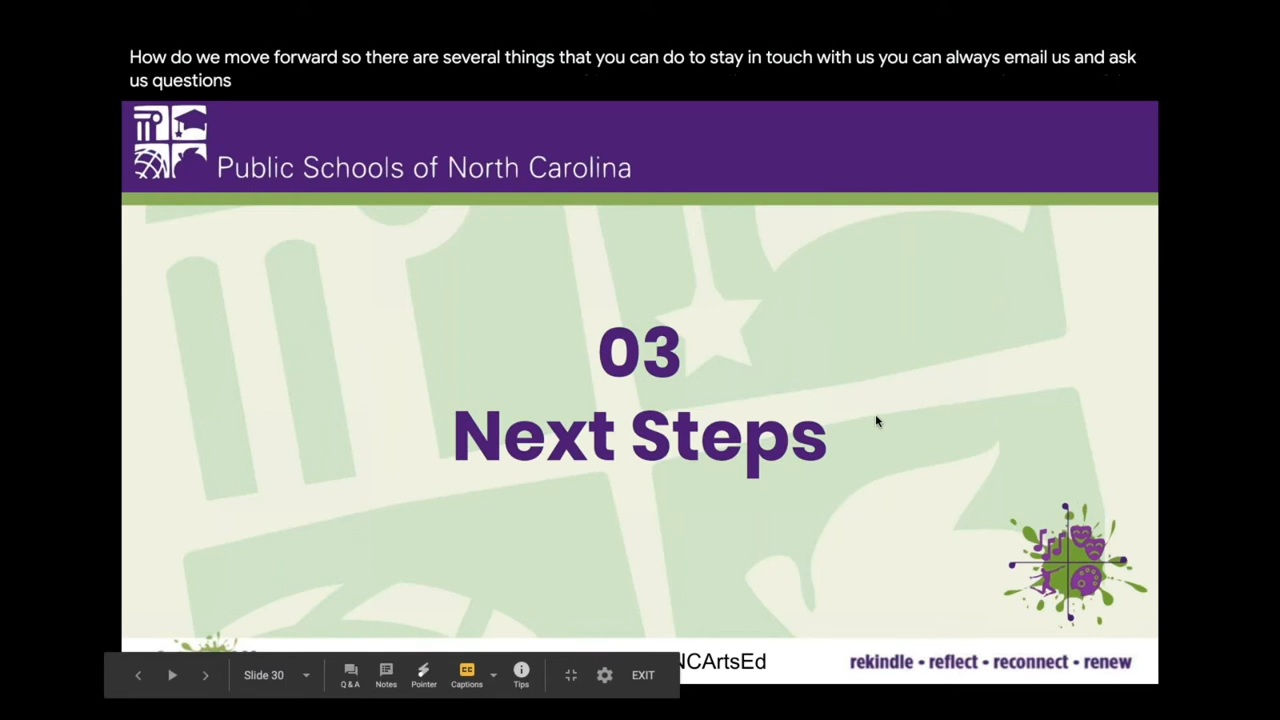 How do we move forward so there are several things that you can do to stay in touch with us you can always email us and ask
us questions
Public Schools of North Carolina
03
Next Steps
NCArtsEd
rekindle • reflect • reconnect • renew
Slide 30
Q & A
Notes
Pointer
CC
Captions
Tips
EXIT